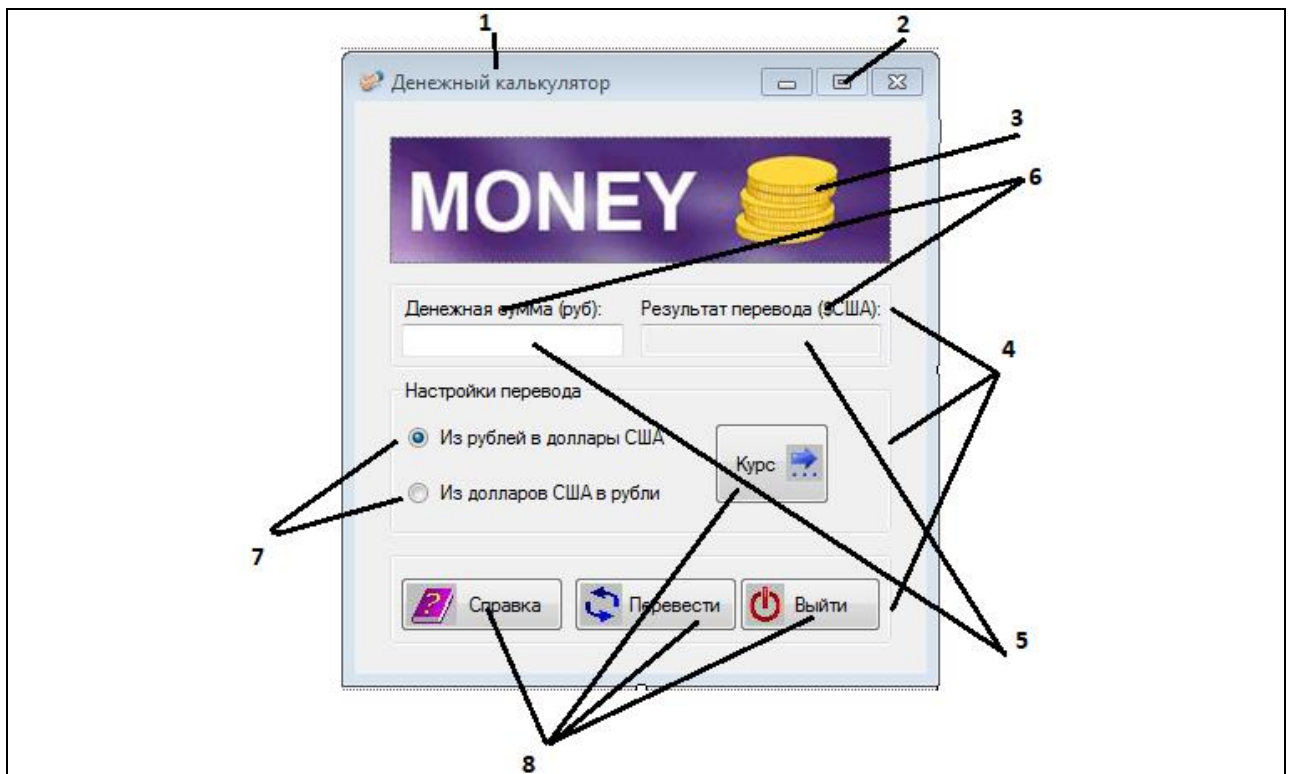 1
2
Денежный калькулятор
3
MONEY
6
Денежная сумма (руб): Результат перевода ($США):
4
Настройки перевода
Из рублей в доллары США
Курс
Из долларов США в рубли
7
Справка Перевести Выйти
5
8